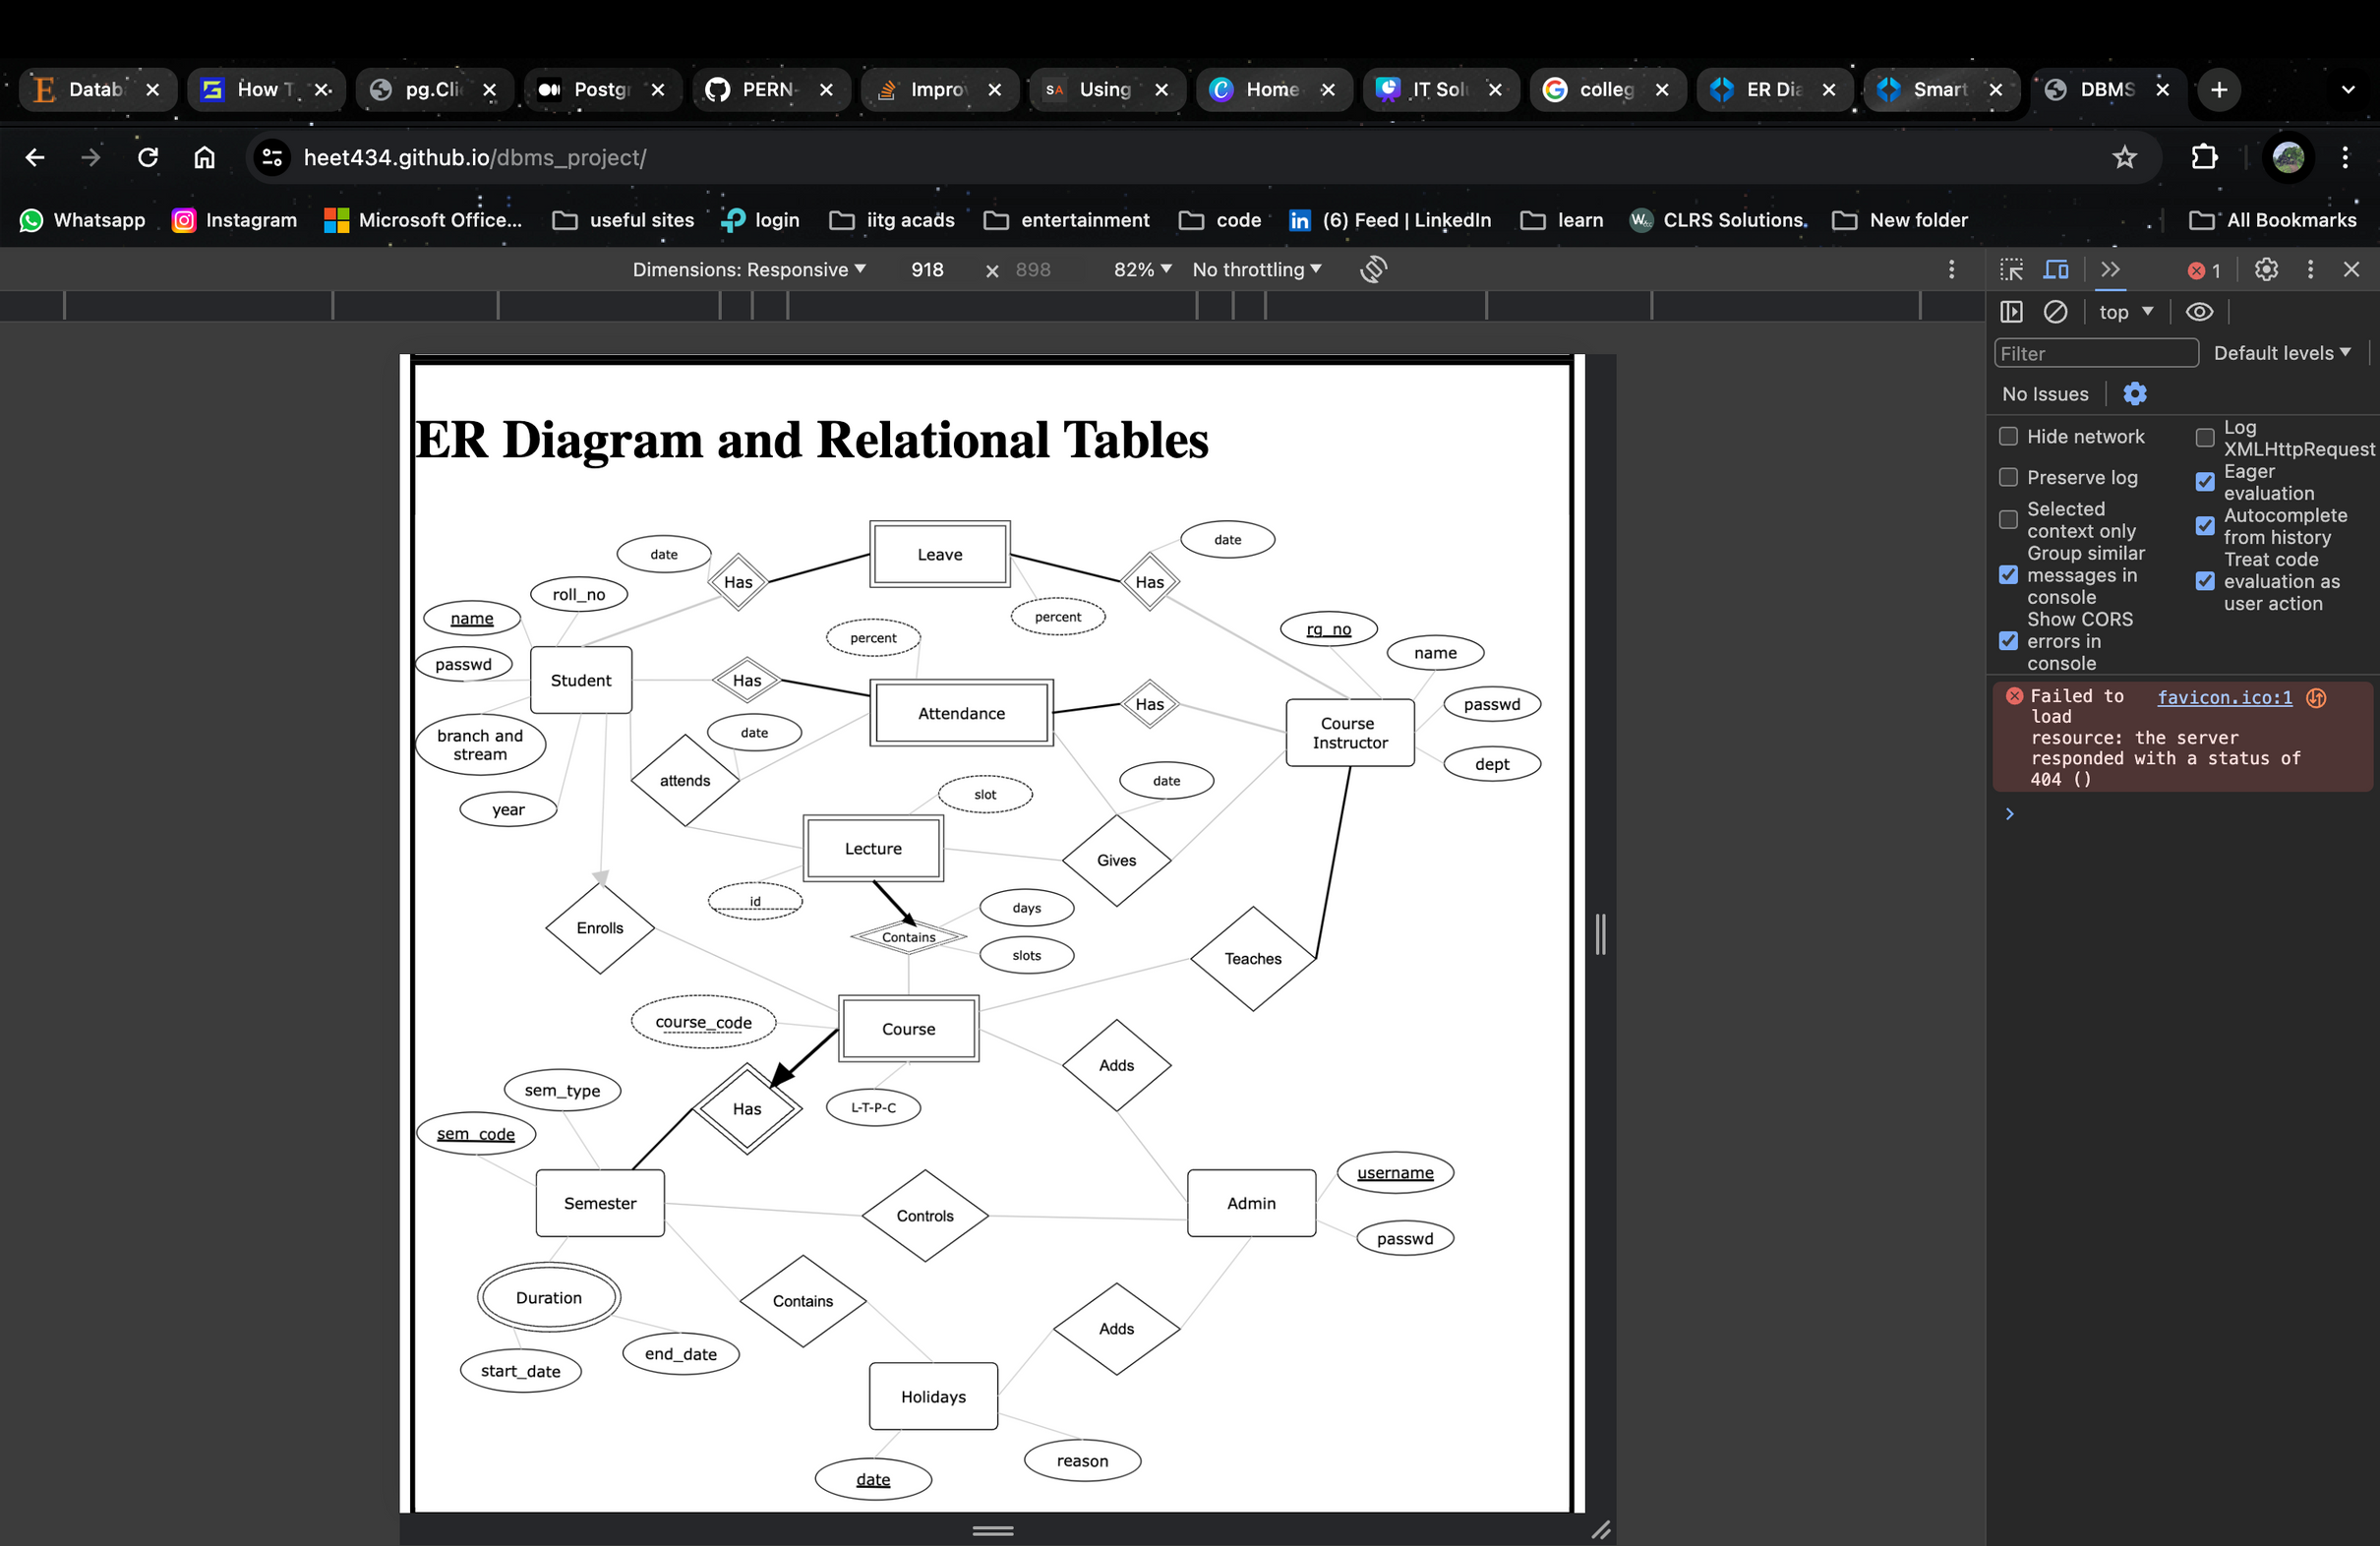 Datab
How T
pg.Cli
Postgr
PERN-
Impro
SA Using
Home
IT Solu
colleg
ER Dia
Smart
DBMS
heet434.github.io/dbms_project/
Whatsapp
Instagram
Microsoft Office...
useful sites
login
iitg acads
entertainment
code
(6) Feed | LinkedIn
learn
CLRS Solutions.
New folder
All Bookmarks
Dimensions: Responsive
918
×
898
82%
No throttling
1
top
Filter
Default levels
No Issues
Hide network
Log
XMLHttpRequest
Preserve log
Eager
evaluation
Selected
context only
Autocomplete
from history
Group similar
messages in
console
Treat code
evaluation as
user action
Show CORS
errors in
console
Failed to
load
favicon.ico:1
resource: the server
responded with a status of
404 ()
ER Diagram and Relational Tables
date
Has
Leave
date
Has
percent
roll_no
name
passwd
Student
branch and
stream
year
percent
Has
Attendance
Has
rg_no
name
passwd
dept
Course
Instructor
date
attends
slot
date
Lecture
Gives
id
days
Contains
slots
Enrolls
Teaches
course_code
Course
Adds
sem_type
Has
L-T-P-C
sem_code
Semester
Controls
Admin
username
passwd
Duration
Contains
Adds
start_date
end_date
Holidays
date
reason